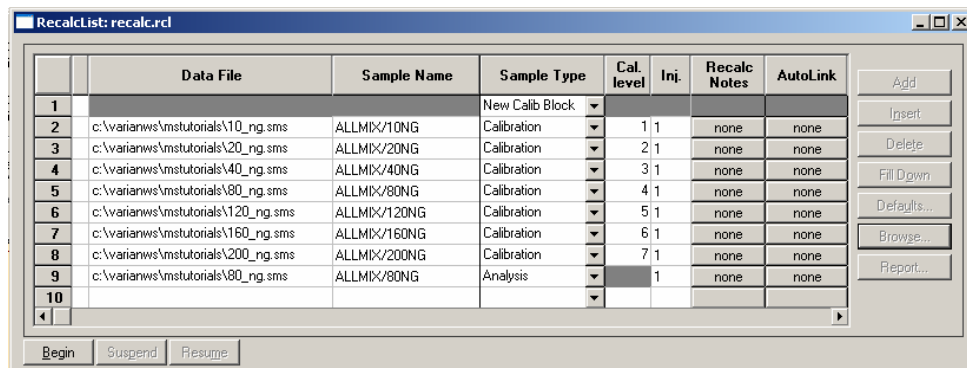 RecalcList: recalc.rcl
Data File Sample Name Sample Type Cal. level Inj. Recalc Notes AutoLink
1 New Calib Block
2 c:\varianws\mstutorials\10_ng.sms ALLMIX/10NG Calibration 1 1 none none
3 c:\varianws\mstutorials\20_ng.sms ALLMIX/20NG Calibration 2 1 none none
4 c:\varianws\mstutorials\40_ng.sms ALLMIX/40NG Calibration 3 1 none none
5 c:\varianws\mstutorials\80_ng.sms ALLMIX/80NG Calibration 4 1 none none
6 c:\varianws\mstutorials\120_ng.sms ALLMIX/120NG Calibration 5 1 none none
7 c:\varianws\mstutorials\160_ng.sms ALLMIX/160NG Calibration 6 1 none none
8 c:\varianws\mstutorials\200_ng.sms ALLMIX/200NG Calibration 7 1 none none
9 c:\varianws\mstutorials\80_ng.sms ALLMIX/80NG Analysis 1 none none
10
Add
Insert
Delete
Fill Down
Defaults...
Browse...
Report...
Begin Suspend Resume